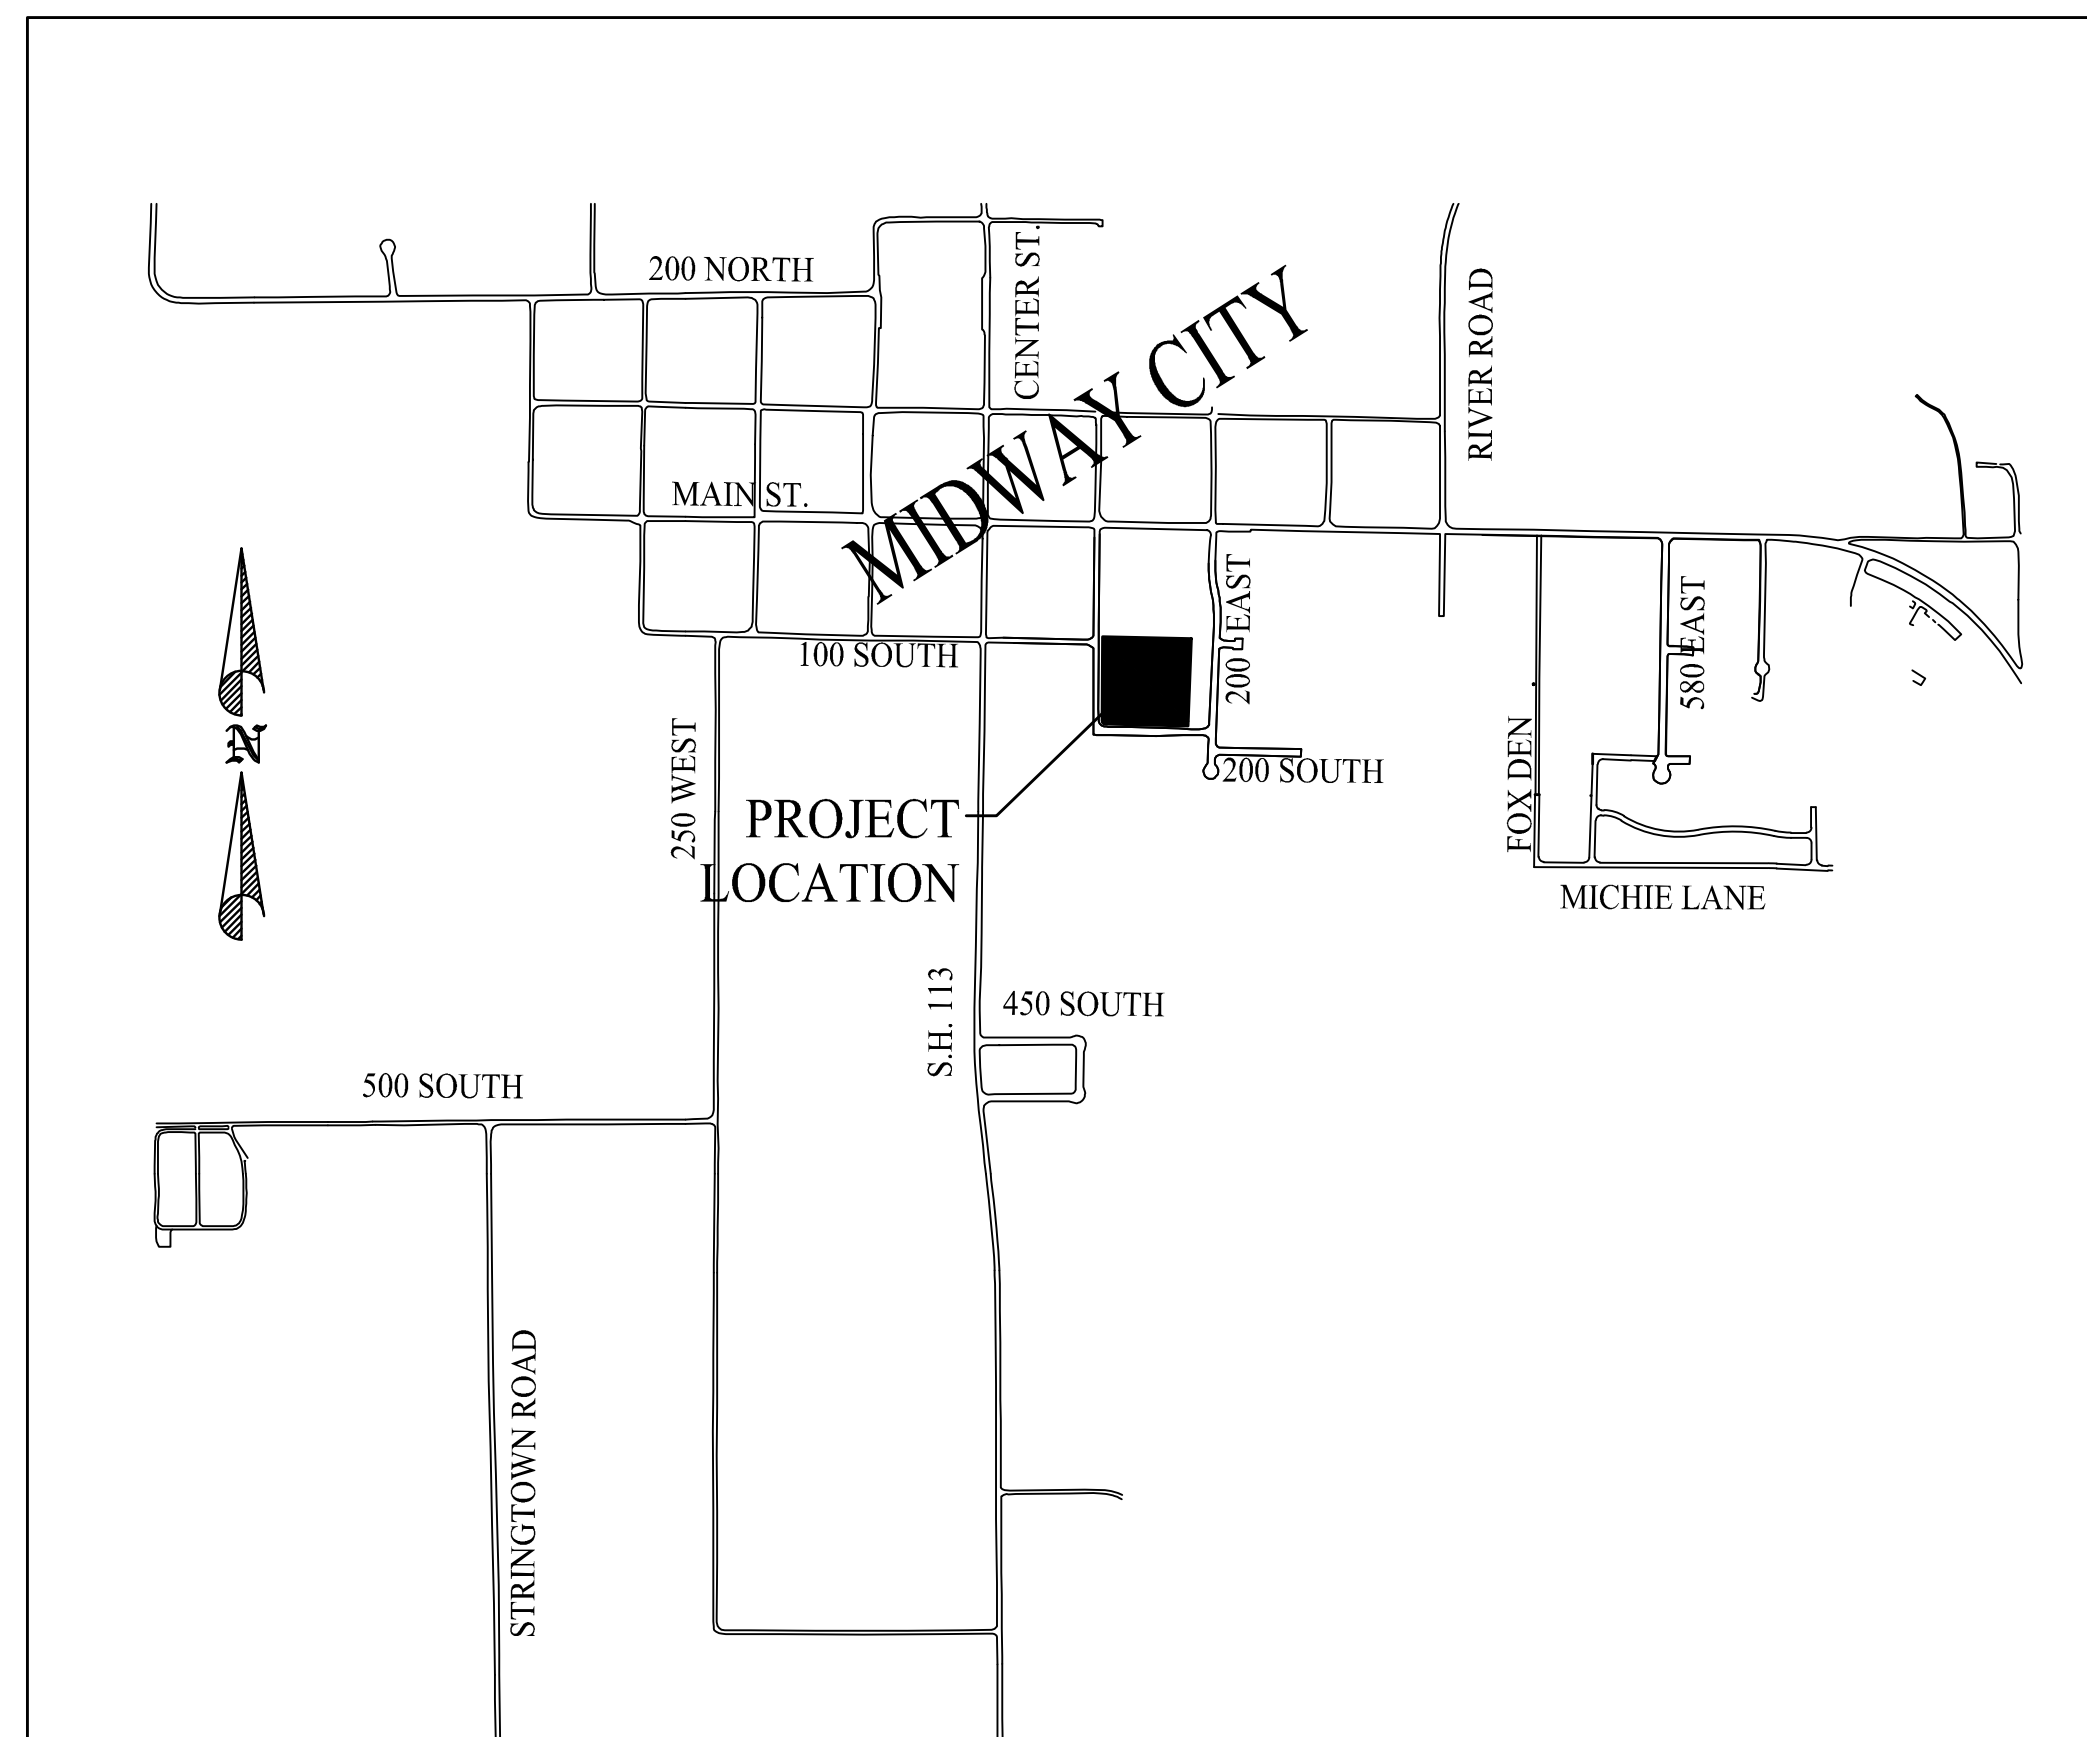 200 NORTH
CENTER ST.
MIDWAY CITY
RIVER ROAD
MAIN ST.
200 EAST
580 EAST
100 SOUTH
N
250 WEST
FOX DEN
200 SOUTH
PROJECT
LOCATION
MICHIE LANE
S.H. 113
450 SOUTH
500 SOUTH
STRINGTOWN ROAD